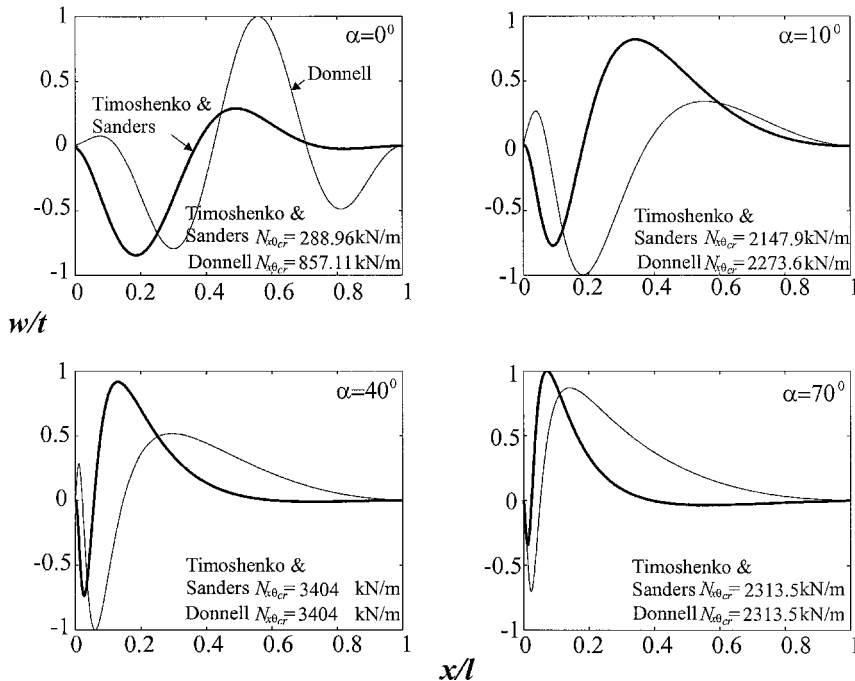 1
α=0⁰
0.5
Donnell
Timoshenko &
Sanders
0
-0.5
Timoshenko &
Sanders Nxθcr=288.96kN/m
Donnell Nxθcr=857.11kN/m
-1
0 0.2 0.4 0.6 0.8 1
1
α=10⁰
0.5
0
-0.5
Timoshenko &
Sanders Nxθcr=2147.9kN/m
Donnell Nxθcr=2273.6kN/m
-1
0 0.2 0.4 0.6 0.8 1
w/t
1
α=40⁰
0.5
0
-0.5
Timoshenko &
Sanders Nxθcr=3404 kN/m
Donnell Nxθcr=3404 kN/m
-1
0 0.2 0.4 0.6 0.8 1
1
α=70⁰
0.5
0
-0.5
Timoshenko &
Sanders Nxθcr=2313.5kN/m
Donnell Nxθcr=2313.5kN/m
-1
0 0.2 0.4 0.6 0.8 1
x/l